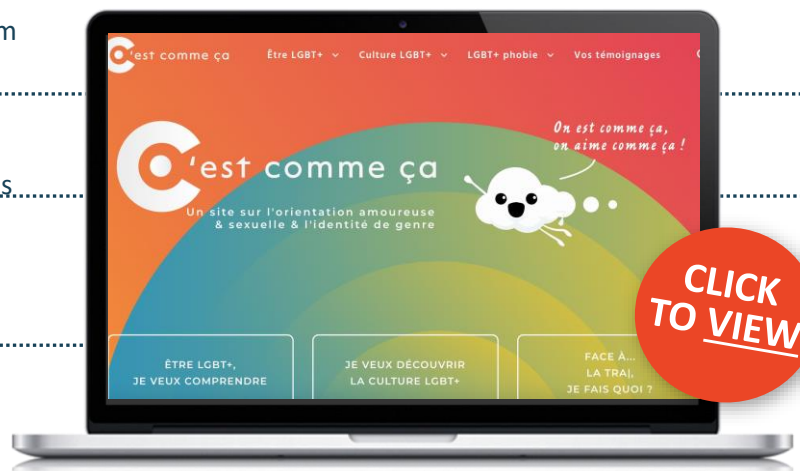 m
s
C'est comme ça Être LGBT+ Culture LGBT+ LGBT+ phobie Vos témoignages
On est comme ça,
on aime comme ça !
C'est comme ça
Un site sur l'orientation amoureuse
& sexuelle & l'identité de genre
CLICK
TO VIEW
ÊTRE LGBT+,
JE VEUX COMPRENDRE
JE VEUX DÉCOUVRIR
LA CULTURE LGBT+
FACE À...
LA TRA|,
JE FAIS QUOI ?